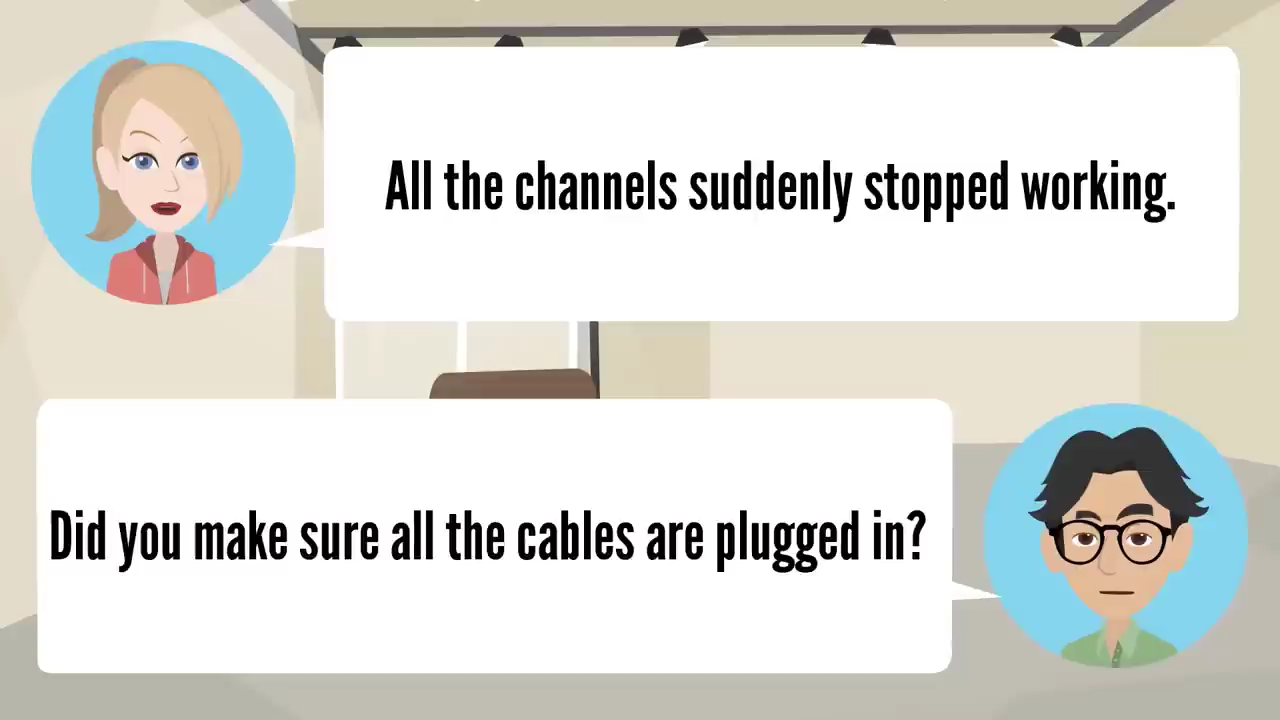 All the channels suddenly stopped working.
Did you make sure all the cables are plugged in?